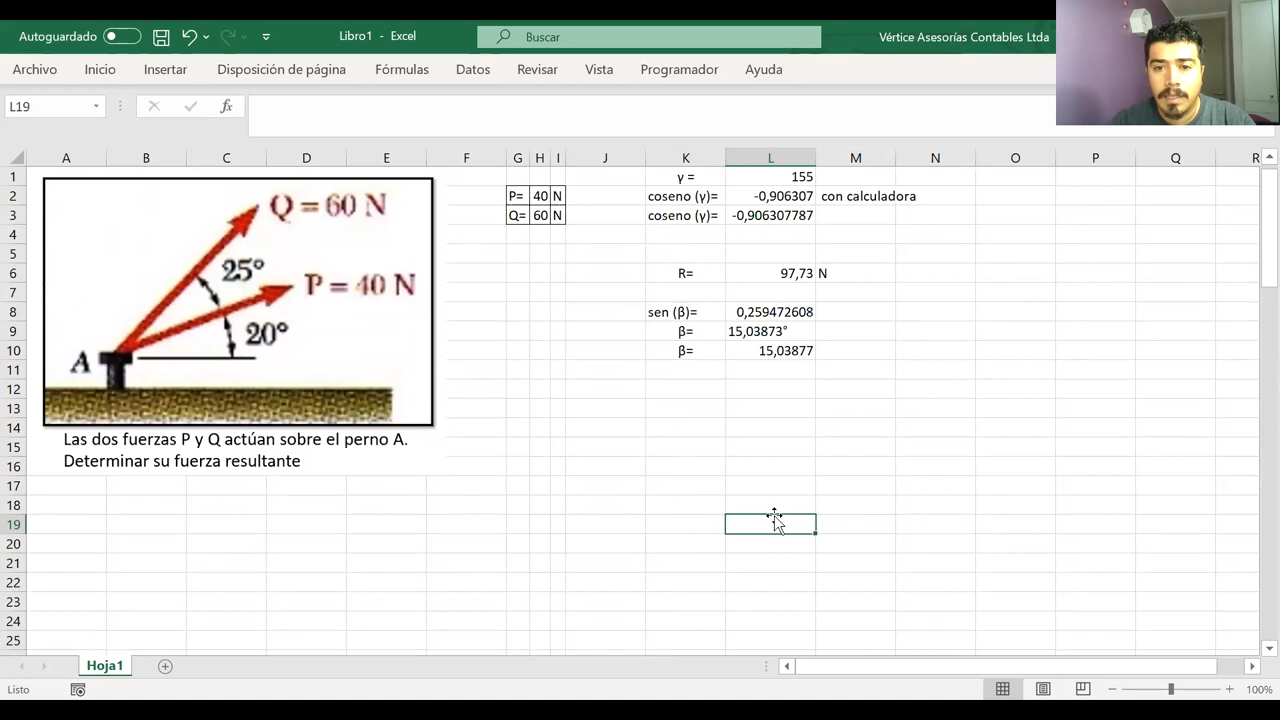 Autoguardado
Libro1 - Excel
Buscar
Vértice Asesorías Contables Ltda
Archivo Inicio Insertar Disposición de página Fórmulas Datos Revisar Vista Programador Ayuda
L19 fx
A B C D E F G H I J K L M N O P Q R
1 γ = 155
2 P= 40 N coseno (γ)= -0,906307 con calculadora
3 Q= 60 N coseno (γ)= -0,906307787
4
5
6 R= 97,73 N
7
8 sen (β)= 0,259472608
9 β= 15,03873°
10 β= 15,03877
11
12
13
14
15
16
17
18
19
20
21
22
23
24
25
Q = 60 N
25°
P = 40 N
20°
A
Las dos fuerzas P y Q actúan sobre el perno A.
Determinar su fuerza resultante
Hoja1
Listo
100%